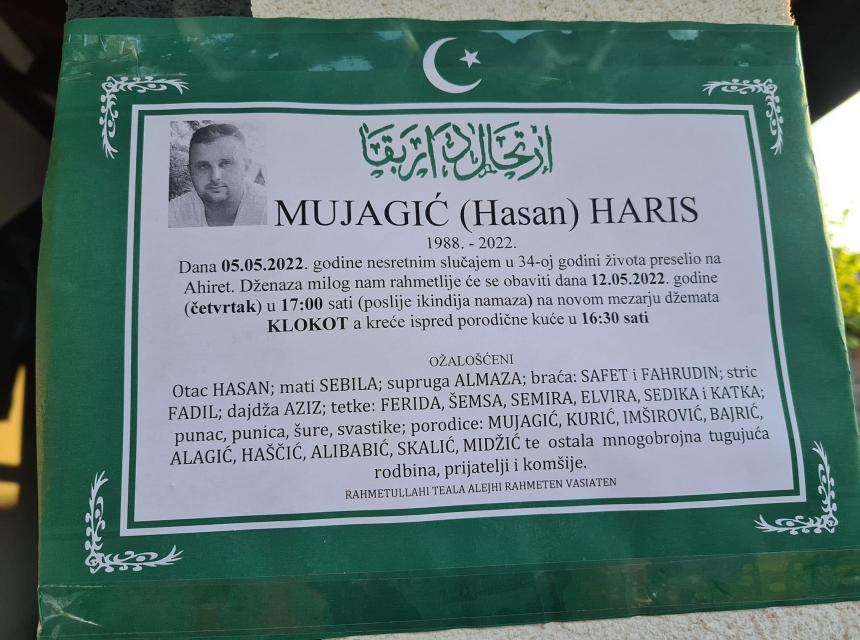 ارتحال دار بقا
MUJAGIĆ (Hasan) HARIS
1988. - 2022.
Dana 05.05.2022. godine nesretnim slučajem u 34-oj godini života preselio na
Ahiret. Dženaza milog nam rahmetlije će se obaviti dana 12.05.2022. godine
(četvrtak) u 17:00 sati (poslije ikindija namaza) na novom mezarju džemata
KLOKOT a kreće ispred porodične kuće u 16:30 sati
OŽALOŠĆENI
Otac HASAN; mati SEBILA; supruga ALMAZA; braća: SAFET i FAHRUDIN; stric
FADIL; dajdža AZIZ; tetke: FERIDA, ŠEMSA, SEMIRA, ELVIRA, SEDIKA i KATKA;
punac, punica, šure, svastike; porodice: MUJAGIĆ, KURIĆ, IMŠIROVIĆ, BAJRIĆ,
ALAGIĆ, HAŠČIĆ, ALIBABIĆ, SKALIĆ, MIDŽIĆ te ostala mnogobrojna tugujuća
rodbina, prijatelji i komšije.
RAHMETULLAHI TEALA ALEJHI RAHMETEN VASIATEN